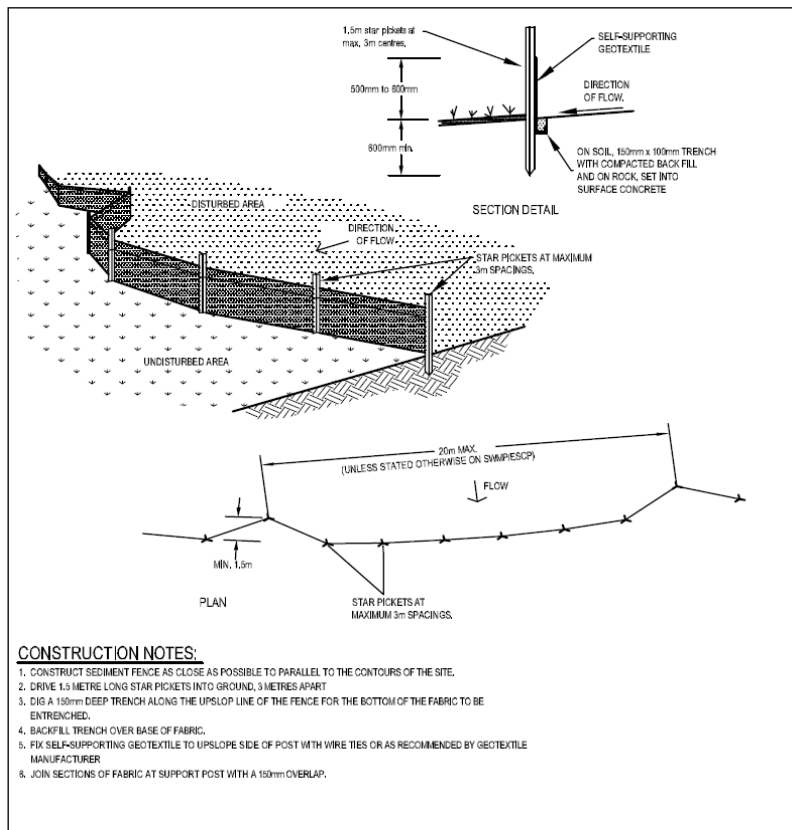 1.5m star pickets at
max. 3m centres.
SELF-SUPPORTING
GEOTEXTILE
500mm to 600mm
DIRECTION
OF FLOW.
600mm min.
ON SOIL, 150mm x 100mm TRENCH
WITH COMPACTED BACK FILL
AND ON ROCK, SET INTO
SURFACE CONCRETE
SECTION DETAIL
DISTURBED AREA
DIRECTION
OF FLOW
STAR PICKETS AT MAXIMUM
3m SPACINGS.
UNDISTURBED AREA
20m MAX.
(UNLESS STATED OTHERWISE ON SWMP/ESCP)
FLOW
MIN. 1.5m
PLAN
STAR PICKETS AT
MAXIMUM 3m SPACINGS.
CONSTRUCTION NOTES:
1. CONSTRUCT SEDIMENT FENCE AS CLOSE AS POSSIBLE TO PARALLEL TO THE CONTOURS OF THE SITE.
2. DRIVE 1.5 METRE LONG STAR PICKETS INTO GROUND, 3 METRES APART
3. DIG A 150mm DEEP TRENCH ALONG THE UPSLOP LINE OF THE FENCE FOR THE BOTTOM OF THE FABRIC TO BE
ENTRENCHED.
4. BACKFILL TRENCH OVER BASE OF FABRIC.
5. FIX SELF-SUPPORTING GEOTEXTILE TO UPSLOPE SIDE OF POST WITH WIRE TIES OR AS RECOMMENDED BY GEOTEXTILE
MANUFACTURER
6. JOIN SECTIONS OF FABRIC AT SUPPORT POST WITH A 150mm OVERLAP.